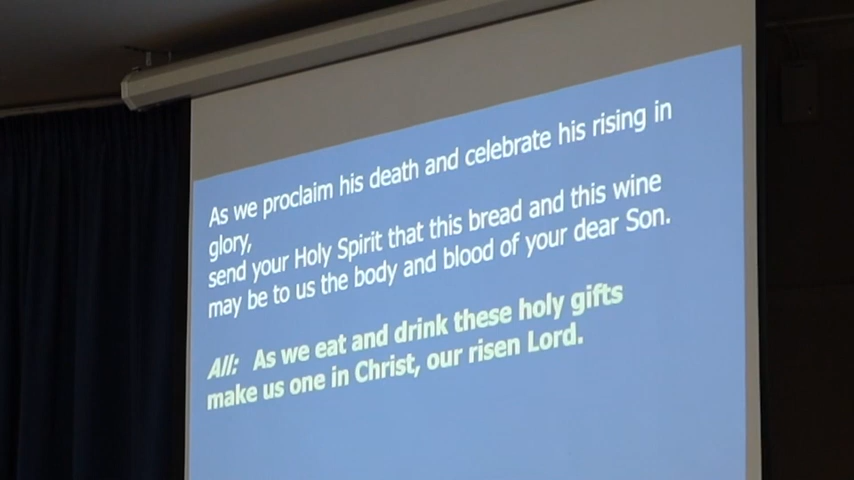 As we proclaim his death and celebrate his rising in
glory,
send your Holy Spirit that this bread and this wine
may be to us the body and blood of your dear Son.
All: As we eat and drink these holy gifts
make us one in Christ, our risen Lord.